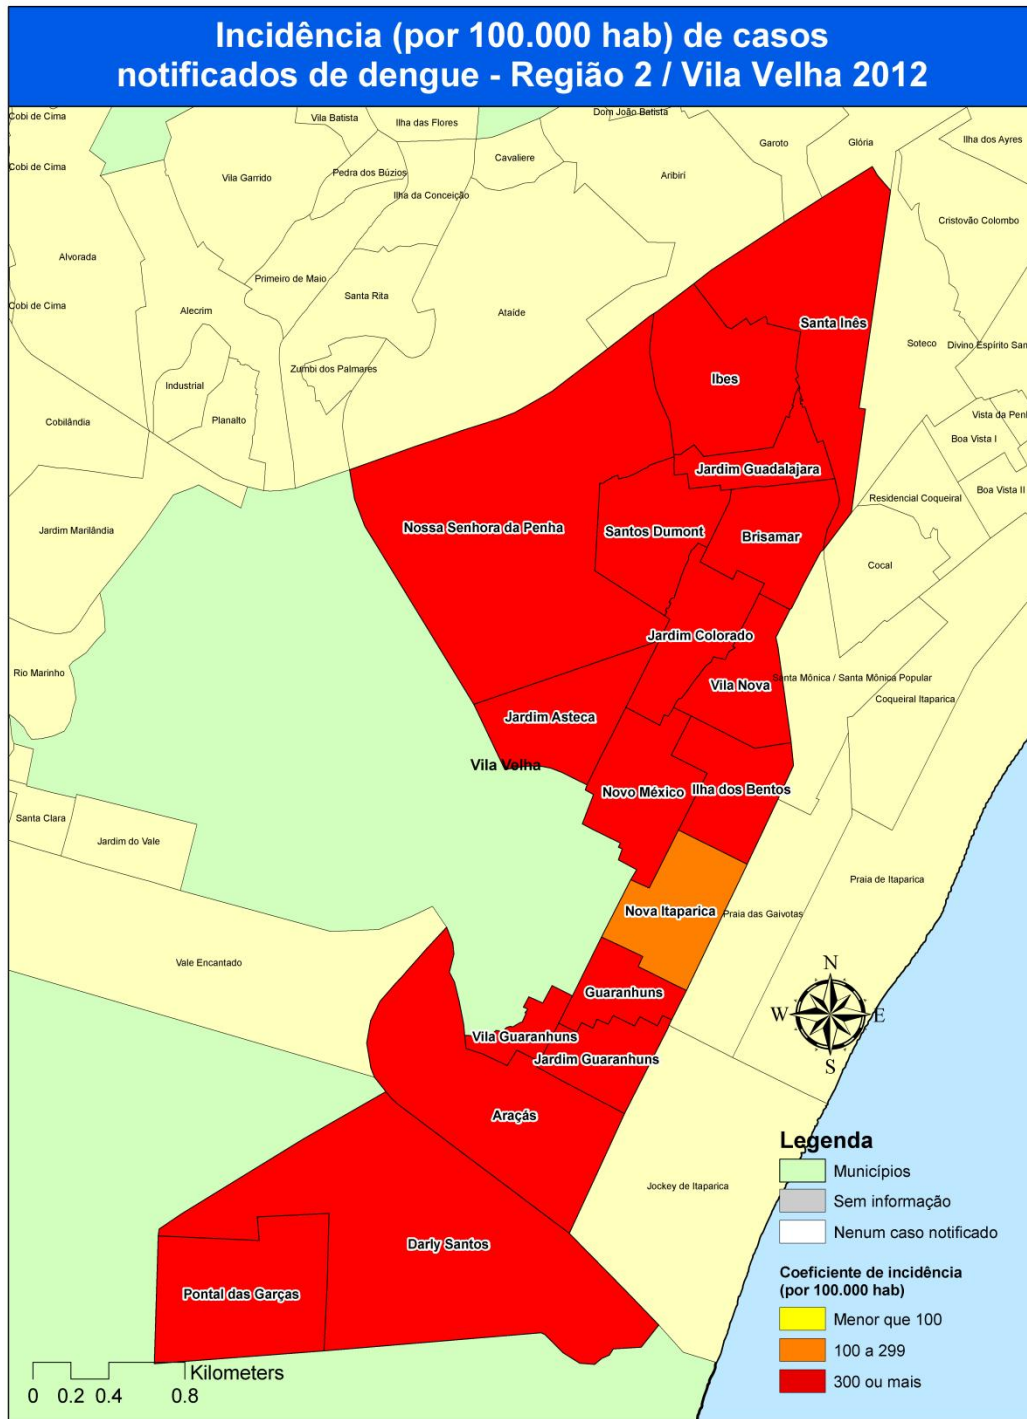 Incidência (por 100.000 hab) de casos
notificados de dengue - Região 2 / Vila Velha 2012
Cobi de Cima
Vila Batista
Ilha das Flores
Dom João Batista
Garoto
Glória
Ilha dos Ayres
Cobi de Cima
Vila Garrido
Pedra dos Búzios
Cavaliere
Aribiri
Ilha da Conceição
Cristovão Colombo
Alvorada
Primeiro de Maio
Santa Rita
Cobi de Cima
Alecrim
Ataíde
Santa Inês
Soteco
Divino Espírito San
Zumbi dos Palmares
Ibes
Industrial
Cobilândia
Planalto
Vista da Penh
Boa Vista I
Jardim Guadalajara
Residencial Coqueiral
Boa Vista II
Jardim Marilândia
Nossa Senhora da Penha
Santos Dumont
Brisamar
Cocal
Jardim Colorado
Rio Marinho
Vila Nova
Santa Mônica / Santa Mônica Popular
Coqueiral Itaparica
Jardim Asteca
Vila Velha
Novo México
Ilha dos Bentos
Santa Clara
Jardim do Vale
Praia de Itaparica
Nova Itaparica
Praia das Gaivotas
Vale Encantado
Guaranhuns
N
W
E
S
Vila Guaranhuns
Jardim Guaranhuns
Araçás
Jockey de Itaparica
Darly Santos
Pontal das Garças
Legenda
Municípios
Sem informação
Nenum caso notificado
Coeficiente de incidência
(por 100.000 hab)
Menor que 100
100 a 299
300 ou mais
Kilometers
0 0.2 0.4 0.8